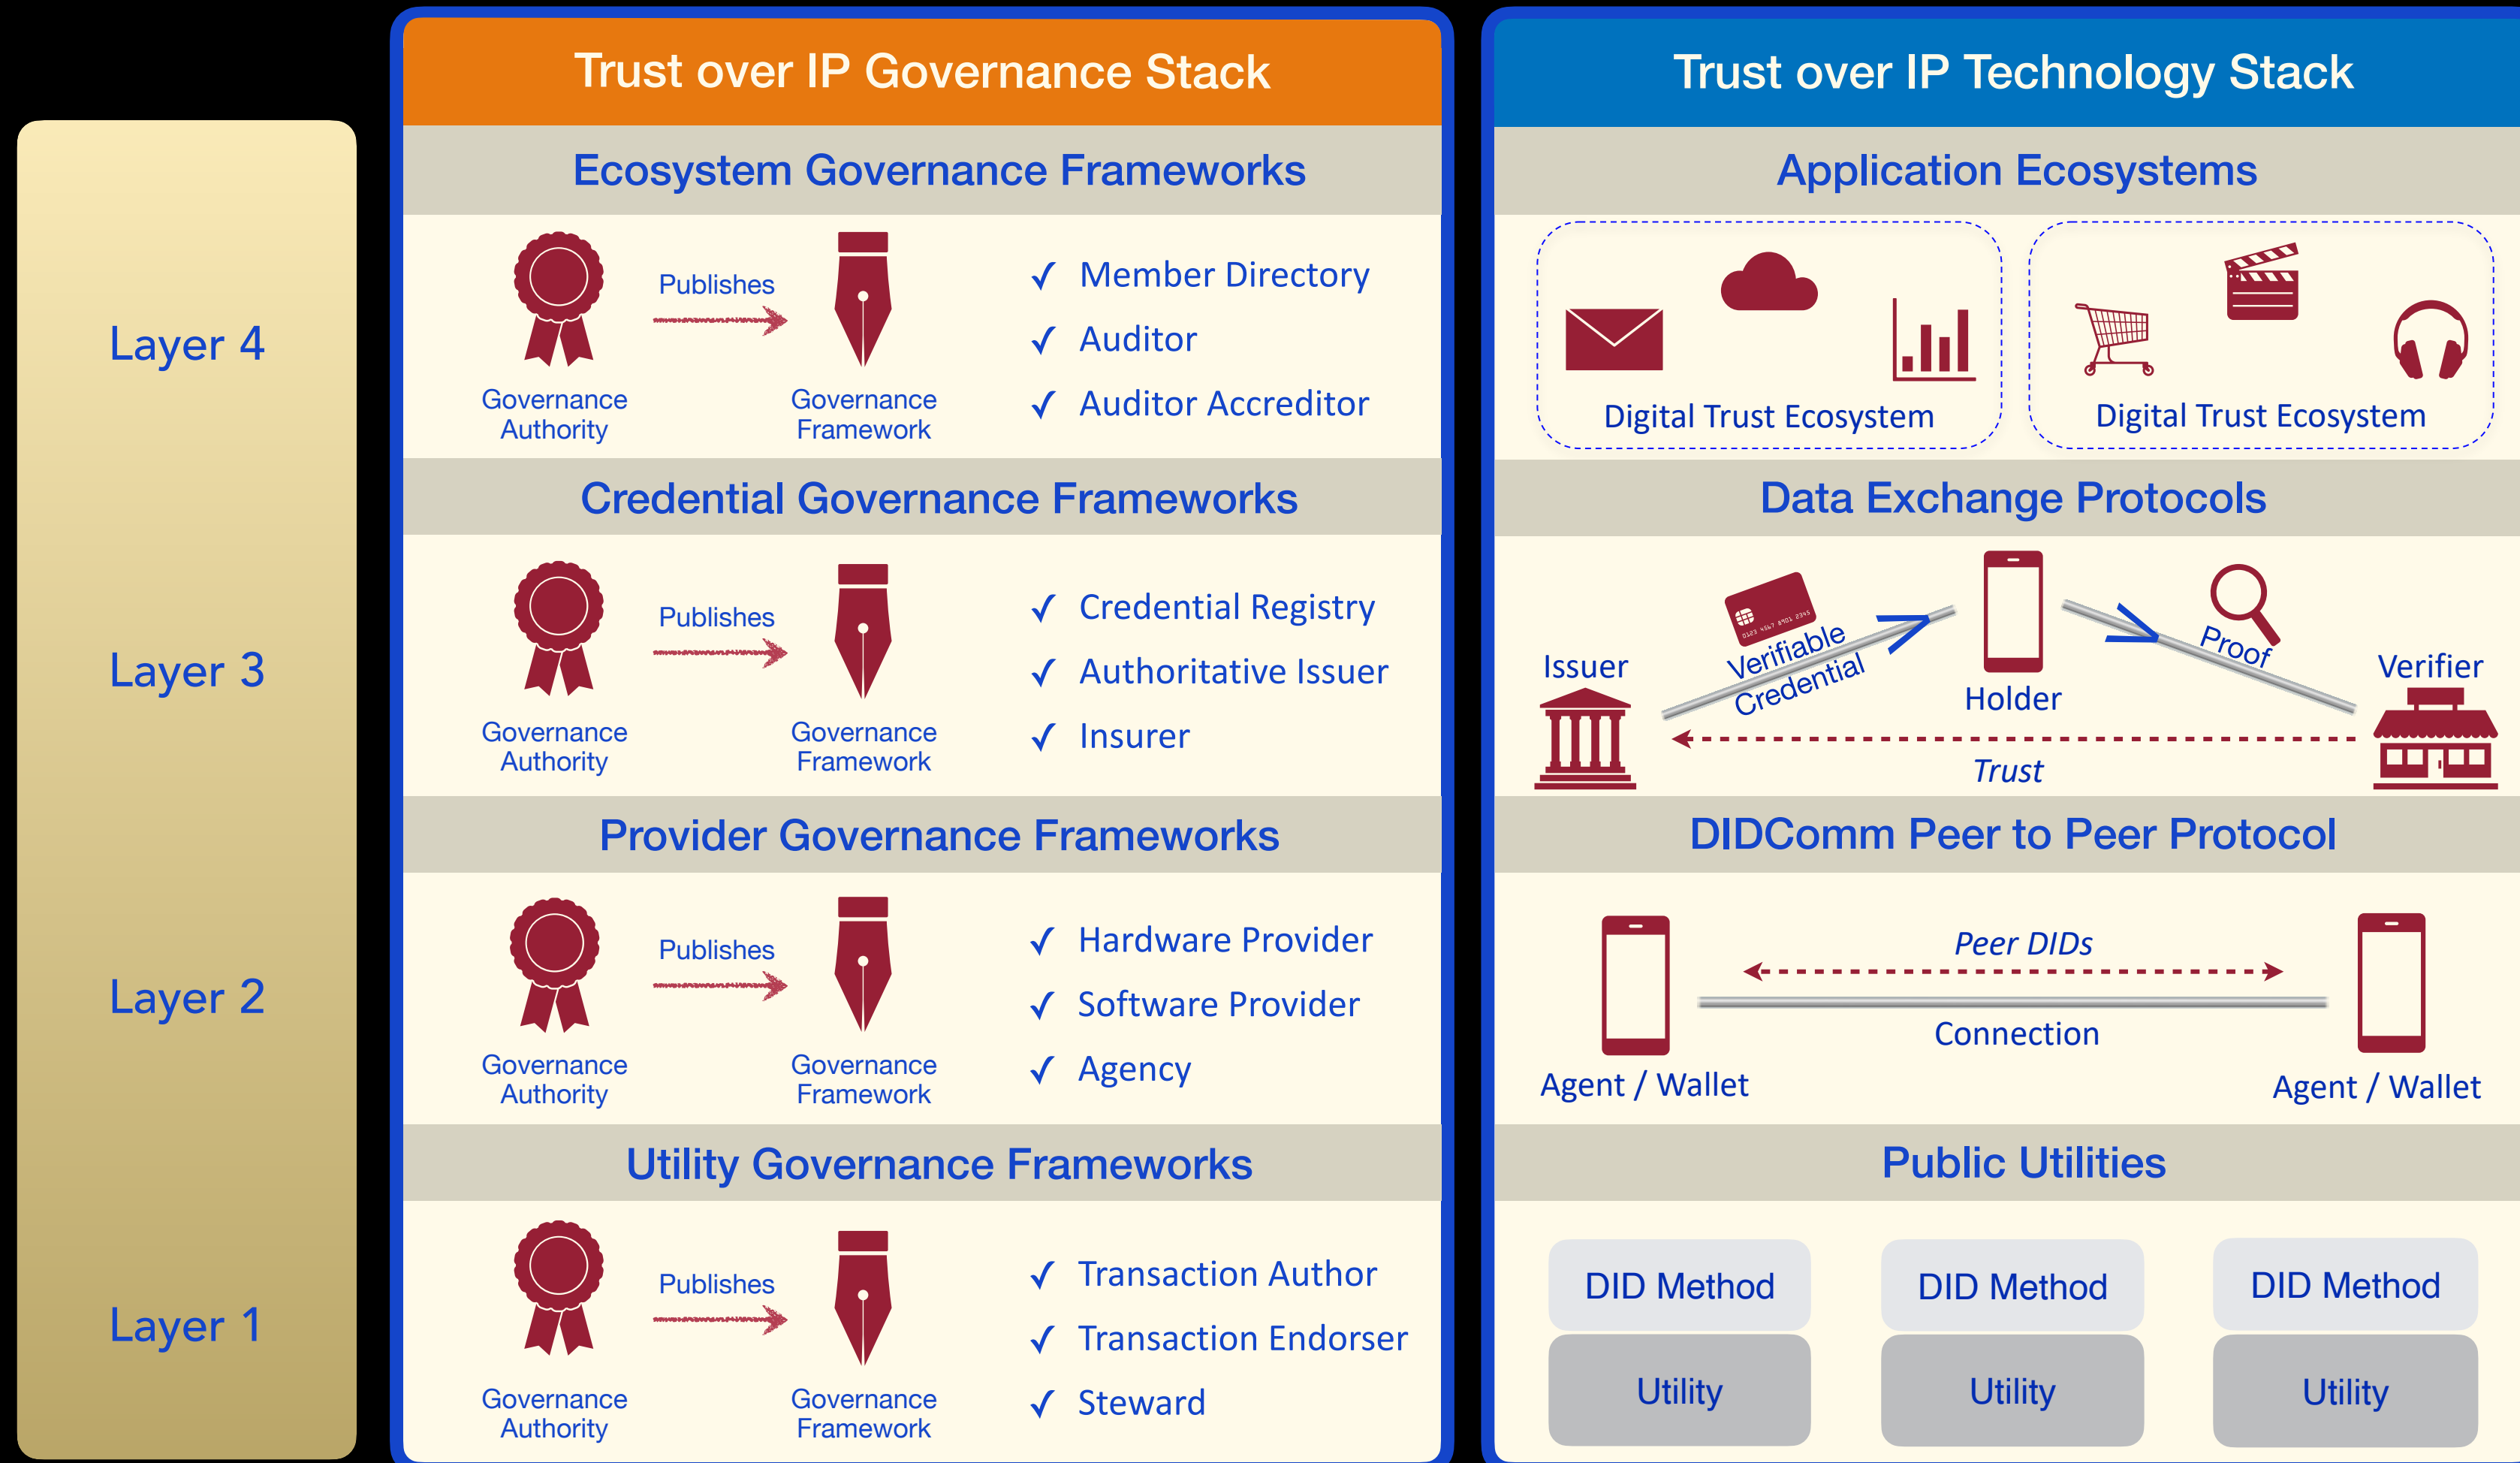 Trust over IP Governance Stack
Trust over IP Technology Stack
Layer 4
Ecosystem Governance Frameworks
Publishes
Governance
Authority
Governance
Framework
✓ Member Directory
✓ Auditor
✓ Auditor Accreditor
Application Ecosystems
Digital Trust Ecosystem
Digital Trust Ecosystem
Layer 3
Credential Governance Frameworks
Publishes
Governance
Authority
Governance
Framework
✓ Credential Registry
✓ Authoritative Issuer
✓ Insurer
Data Exchange Protocols
Issuer
0123 4567 8901 2345
Verifiable
Credential
Holder
Proof
Verifier
Trust
Layer 2
Provider Governance Frameworks
Publishes
Governance
Authority
Governance
Framework
✓ Hardware Provider
✓ Software Provider
✓ Agency
DIDComm Peer to Peer Protocol
Peer DIDs
Connection
Agent / Wallet
Agent / Wallet
Layer 1
Utility Governance Frameworks
Publishes
Governance
Authority
Governance
Framework
✓ Transaction Author
✓ Transaction Endorser
✓ Steward
Public Utilities
DID Method
DID Method
DID Method
Utility
Utility
Utility